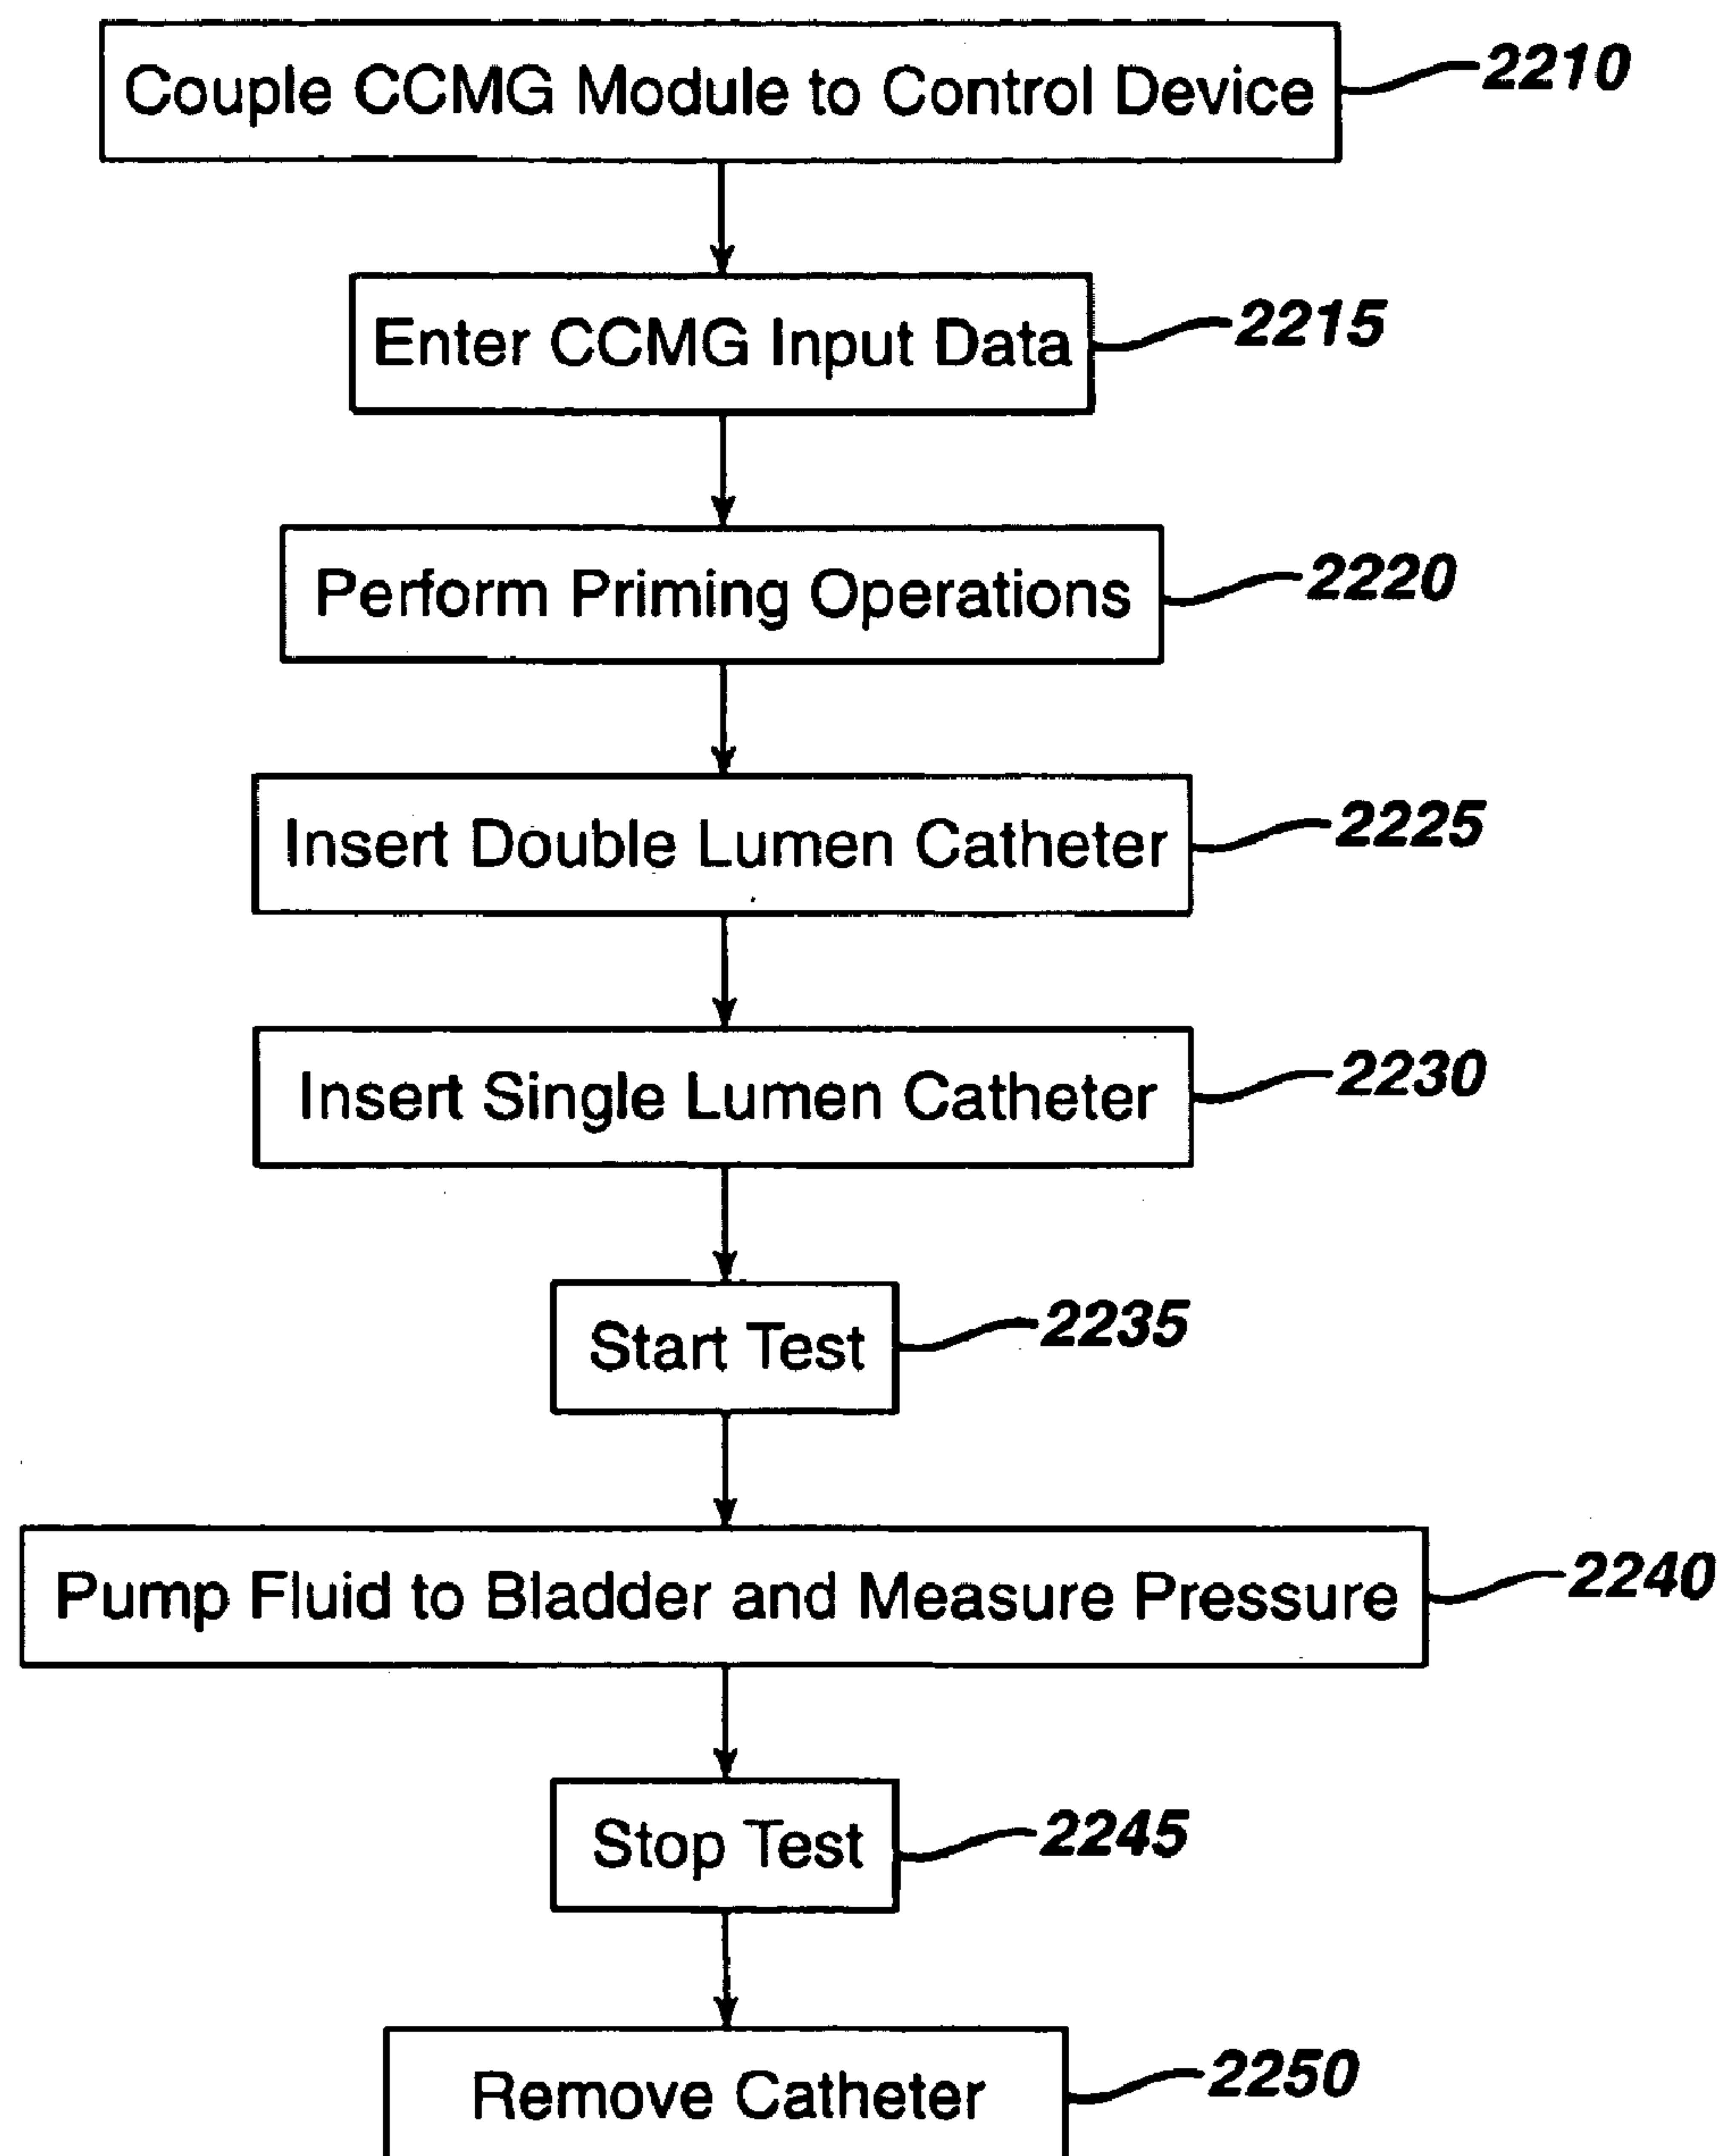 Couple CCMG Module to Control Device 2210
Enter CCMG Input Data 2215
Perform Priming Operations 2220
Insert Double Lumen Catheter 2225
Insert Single Lumen Catheter 2230
Start Test 2235
Pump Fluid to Bladder and Measure Pressure 2240
Stop Test 2245
Remove Catheter 2250